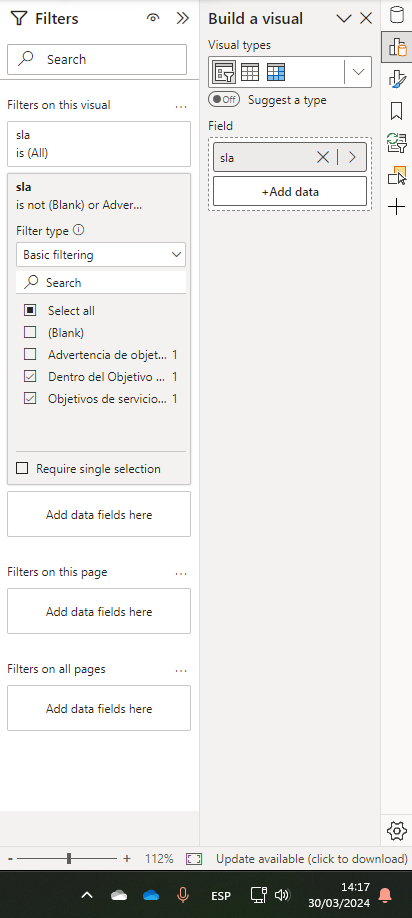 Filters
Search
Filters on this visual
...
sla
is (All)
sla
is not (Blank) or Adver...
Filter type
Basic filtering
Search
Select all
(Blank)
Advertencia de objet... 1
Dentro del Objetivo ... 1
Objetivos de servicio... 1
Require single selection
Add data fields here
Filters on this page
...
Add data fields here
Filters on all pages
...
Add data fields here
Build a visual
Visual types
Off
Suggest a type
Field
sla
+Add data
- + 112%
Update available (click to download)
ESP
14:17
30/03/2024